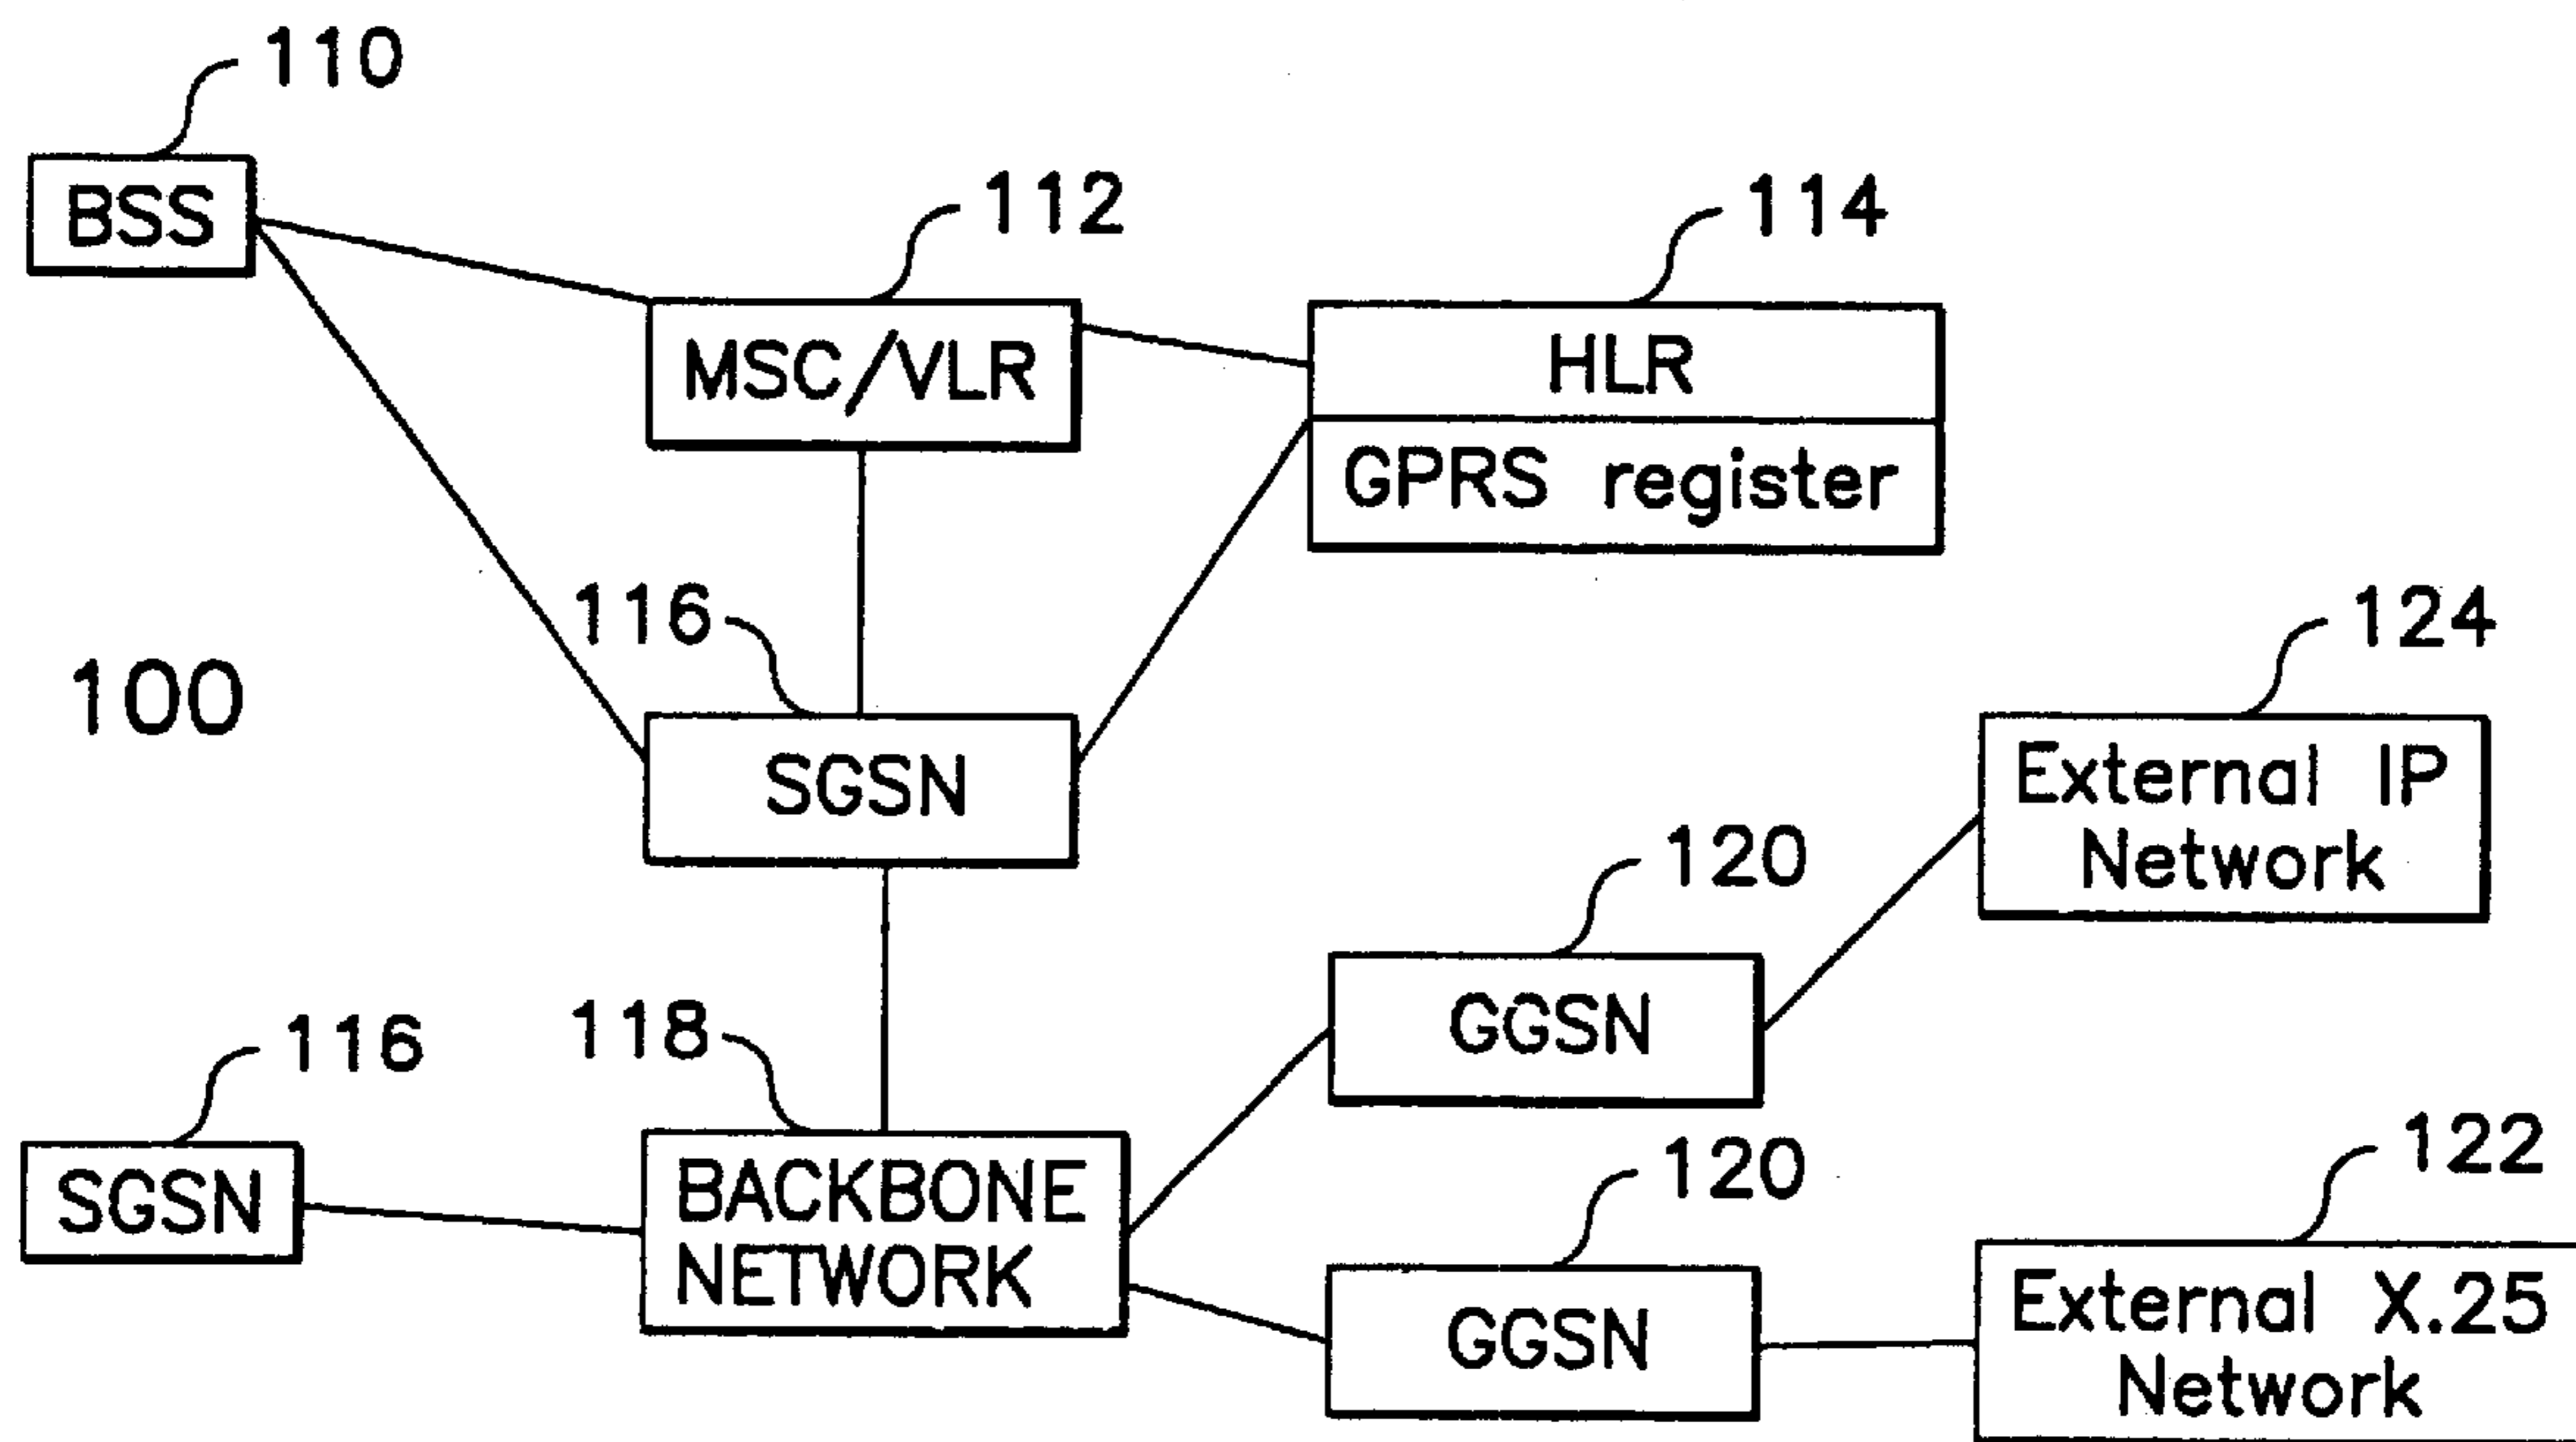 110
BSS
112
MSC/VLR
114
HLR
GPRS register
116
100
SGSN
124
External IP
Network
120
GGSN
116
SGSN
118
BACKBONE
NETWORK
120
GGSN
122
External X.25
Network